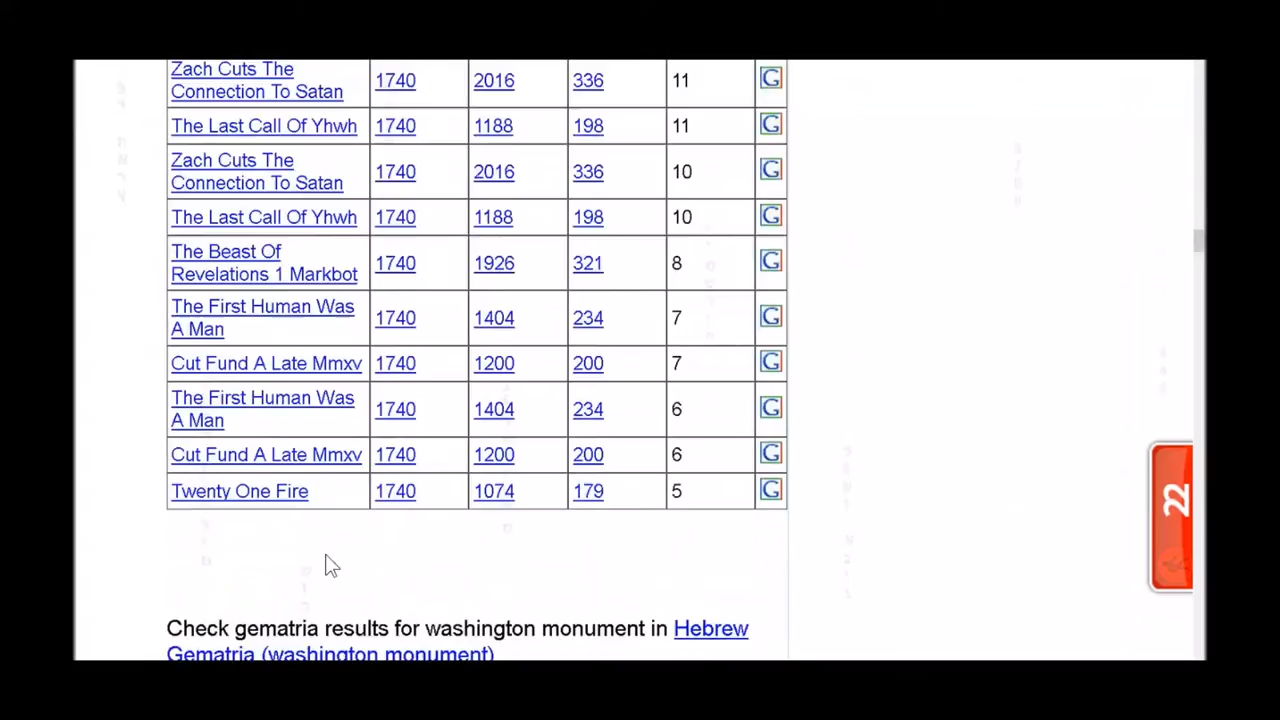 Zach Cuts The
Connection To Satan 1740 2016 336 11 G
The Last Call Of Yhwh 1740 1188 198 11 G
Zach Cuts The
Connection To Satan 1740 2016 336 10 G
The Last Call Of Yhwh 1740 1188 198 10 G
The Beast Of
Revelations 1 Markbot 1740 1926 321 8 G
The First Human Was
A Man 1740 1404 234 7 G
Cut Fund A Late Mmxv 1740 1200 200 7 G
The First Human Was
A Man 1740 1404 234 6 G
Cut Fund A Late Mmxv 1740 1200 200 6 G
Twenty One Fire 1740 1074 179 5 G
22
Check gematria results for washington monument in Hebrew
Gematria (washington monument)